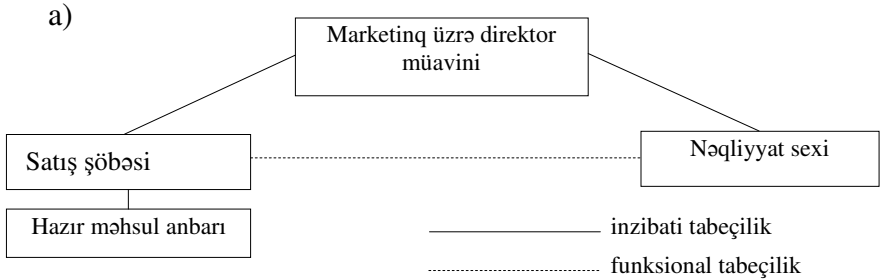 a)
Marketinq üzrə direktor
müavini
Satış şöbəsi
Nəqliyyat sexi
Hazır məhsul anbarı
inzibati tabeçilik
funksional tabeçilik